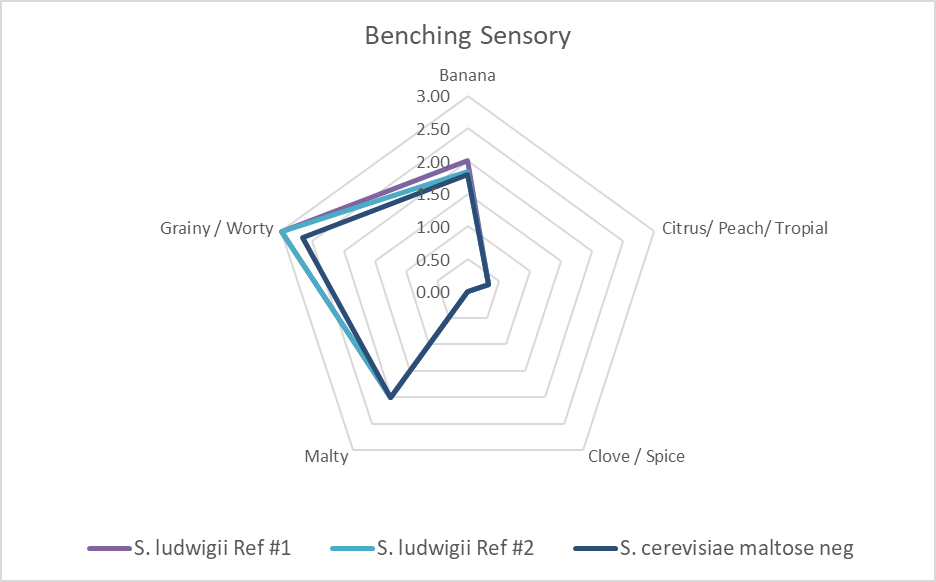 Benching Sensory
Banana
3.00
2.50
2.00
1.50
1.00
0.50
0.00
Grainy / Worty
Citrus/ Peach/ Tropial
Malty
Clove / Spice
S. ludwigii Ref #1
S. ludwigii Ref #2
S. cerevisiae maltose neg